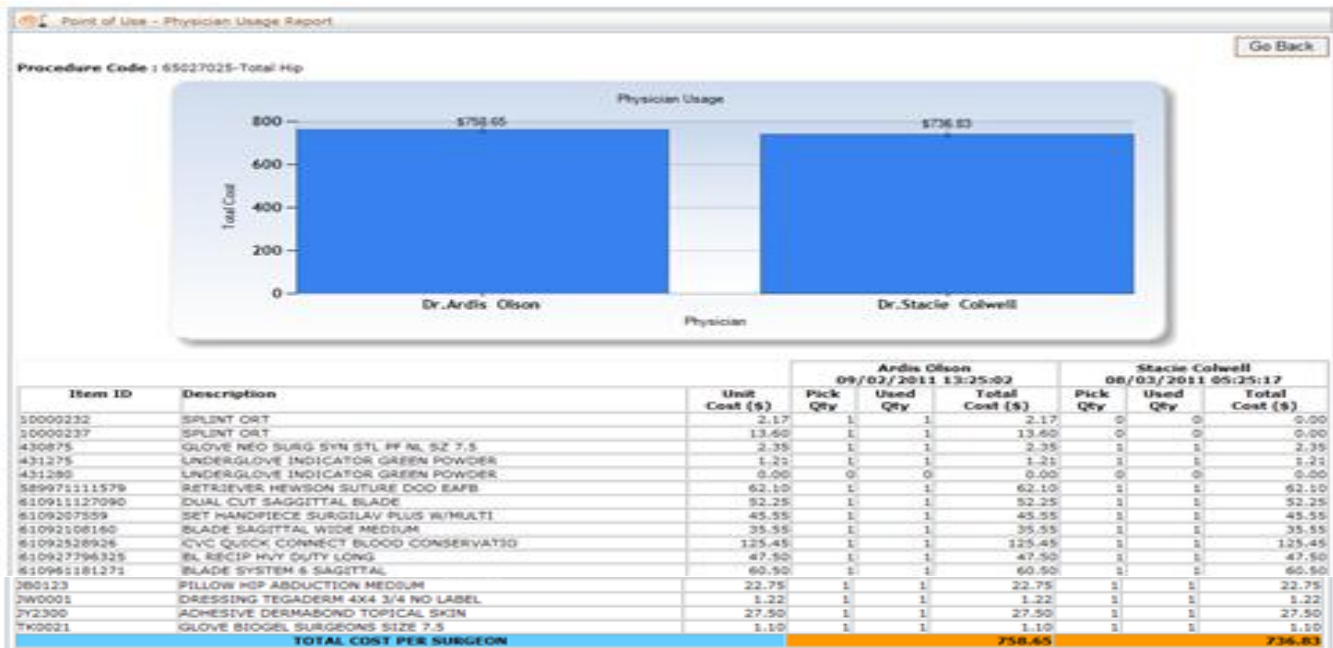 Point of Use - Physician Usage Report
Go Back
Procedure Code : 65027025-Total Hip
Physician Usage
$758.65 $736.83
800
600
400
200
0
Total Cost
Dr.Ardis Olson Dr.Stacie Colwell
Physician
Ardis Olson Stacie Colwell
09/02/2011 13:25:02 08/03/2011 05:25:17
Item ID Description Unit Cost ($) Pick Qty Used Qty Total Cost ($) Pick Qty Used Qty Total Cost ($)
10000232 SPLINT ORT 2.17 1 1 2.17 0 0 0.00
10000237 SPLINT ORT 13.60 1 1 13.60 0 0 0.00
430875 GLOVE NEO SURG SYN STL PF NL SZ 7.5 2.35 1 1 2.35 1 1 2.35
431275 UNDERGLOVE INDICATOR GREEN POWDER 1.21 1 1 1.21 1 1 1.21
431280 UNDERGLOVE INDICATOR GREEN POWDER 0.00 0 0 0.00 0 0 0.00
589971111579 RETRIEVER HEWSON SUTURE DOD EAFB 62.10 1 1 62.10 1 1 62.10
610911127090 DUAL CUT SAGGITTAL BLADE 52.25 1 1 52.25 1 1 52.25
6109207559 SET HANDPIECE SURGILAV PLUS W/MULTI 45.55 1 1 45.55 1 1 45.55
61092108160 BLADE SAGITTAL WIDE MEDIUM 35.55 1 1 35.55 1 1 35.55
61092528926 CVC QUICK CONNECT BLOOD CONSERVATIO 125.45 1 1 125.45 1 1 125.45
610927796325 BL RECIP HVY DUTY LONG 47.50 1 1 47.50 1 1 47.50
610961181271 BLADE SYSTEM 6 SAGITTAL 60.50 1 1 60.50 1 1 60.50
JB0123 PILLOW HIP ABDUCTION MEDIUM 22.75 1 1 22.75 1 1 22.75
JW0001 DRESSING TEGADERM 4X4 3/4 NO LABEL 1.22 1 1 1.22 1 1 1.22
JY2300 ADHESIVE DERMABOND TOPICAL SKIN 27.50 1 1 27.50 1 1 27.50
TK0021 GLOVE BIOGEL SURGEONS SIZE 7.5 1.10 1 1 1.10 1 1 1.10
TOTAL COST PER SURGEON 758.65 736.83